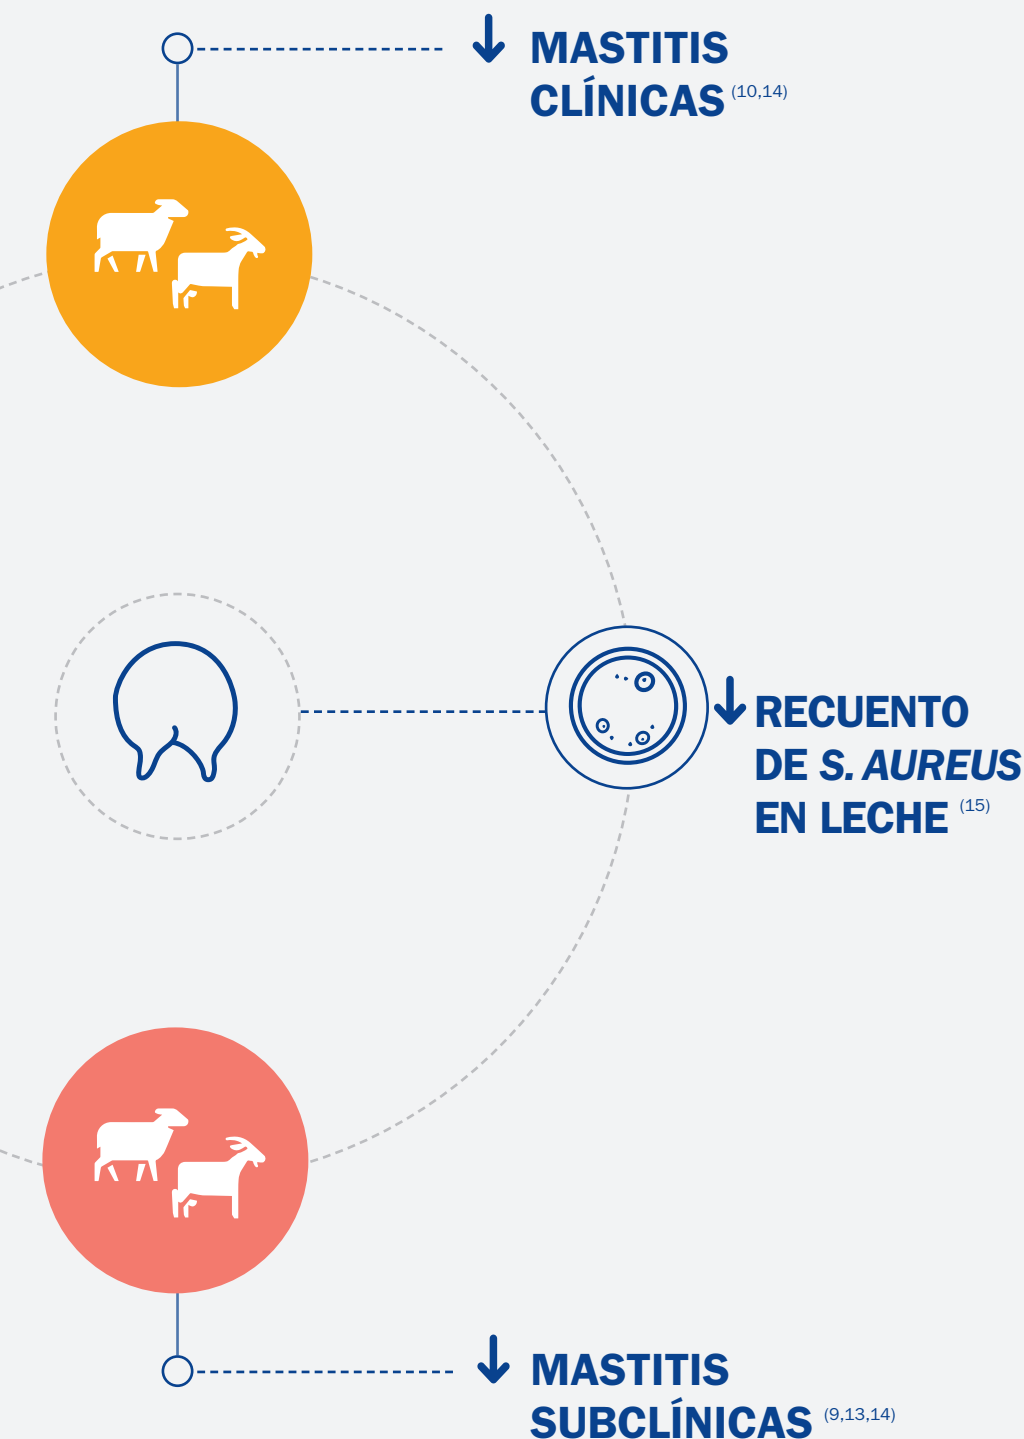 MASTITIS
CLÍNICAS (10,14)
RECUENTO
DE S. AUREUS
EN LECHE (15)
MASTITIS
SUBCLÍNICAS (9,13,14)